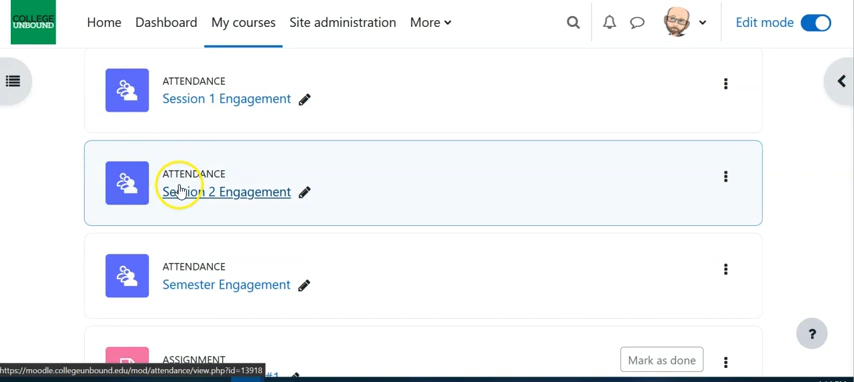 COLLEGE
UNBOUND
Home Dashboard My courses Site administration More Edit mode
ATTENDANCE
Session 1 Engagement
ATTENDANCE
Session 2 Engagement
ATTENDANCE
Semester Engagement
ASSIGNMENT
Mark as done
?
https://moodle.collegeunbound.edu/mod/attendance/view.php?id=13918
#1